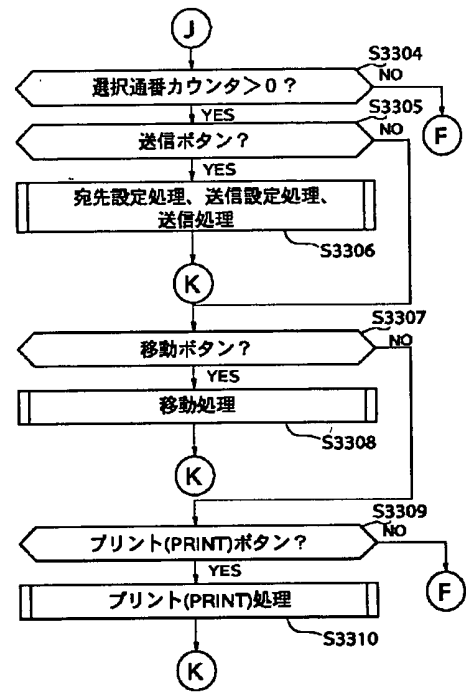 J
S3304
選択通番カウンタ＞0？
NO
YES
S3305
F
送信ボタン？
NO
YES
宛先設定処理、送信設定処理、
送信処理
S3306
K
S3307
移動ボタン？
NO
YES
移動処理
S3308
K
S3309
プリント(PRINT)ボタン？
NO
YES
F
プリント(PRINT)処理
S3310
K